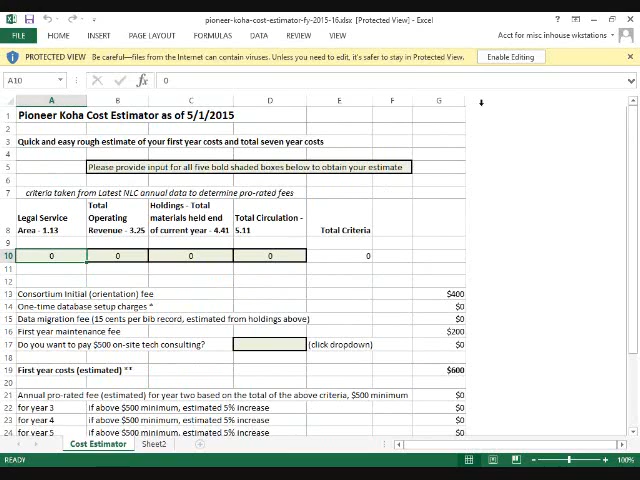 pioneer-koha-cost-estimator-fy-2015-16.xlsx [Protected View] - Excel
FILE HOME INSERT PAGE LAYOUT FORMULAS DATA REVIEW VIEW Acct for misc inhouse wkstations
PROTECTED VIEW Be careful—files from the Internet can contain viruses. Unless you need to edit, it's safer to stay in Protected View. Enable Editing
A10 fx 0
A B C D E F G
1 Pioneer Koha Cost Estimator as of 5/1/2015
2
3 Quick and easy rough estimate of your first year costs and total seven year costs
4
5 Please provide input for all five bold shaded boxes below to obtain your estimate
6
7 criteria taken from Latest NLC annual data to determine pro-rated fees
Total Holdings - Total
Legal Service Operating materials held end Total Circulation -
8 Area - 1.13 Revenue - 3.25 of current year - 4.41 5.11 Total Criteria
9
10 0 0 0 0 0
11
12
13 Consortium Initial (orientation) fee $400
14 One-time database setup charges * $0
15 Data migration fee (15 cents per bib record, estimated from holdings above) $0
16 First year maintenance fee $200
17 Do you want to pay $500 on-site tech consulting? (click dropdown) $0
18
19 First year costs (estimated) ** $600
20
21 Annual pro-rated fee (estimated) for year two based on the total of the above criteria, $500 minimum $0
22 for year 3 if above $500 minimum, estimated 5% increase $0
23 for year 4 if above $500 minimum, estimated 5% increase $0
24 for year 5 if above $500 minimum, estimated 5% increase $0
Cost Estimator Sheet2
READY 100%